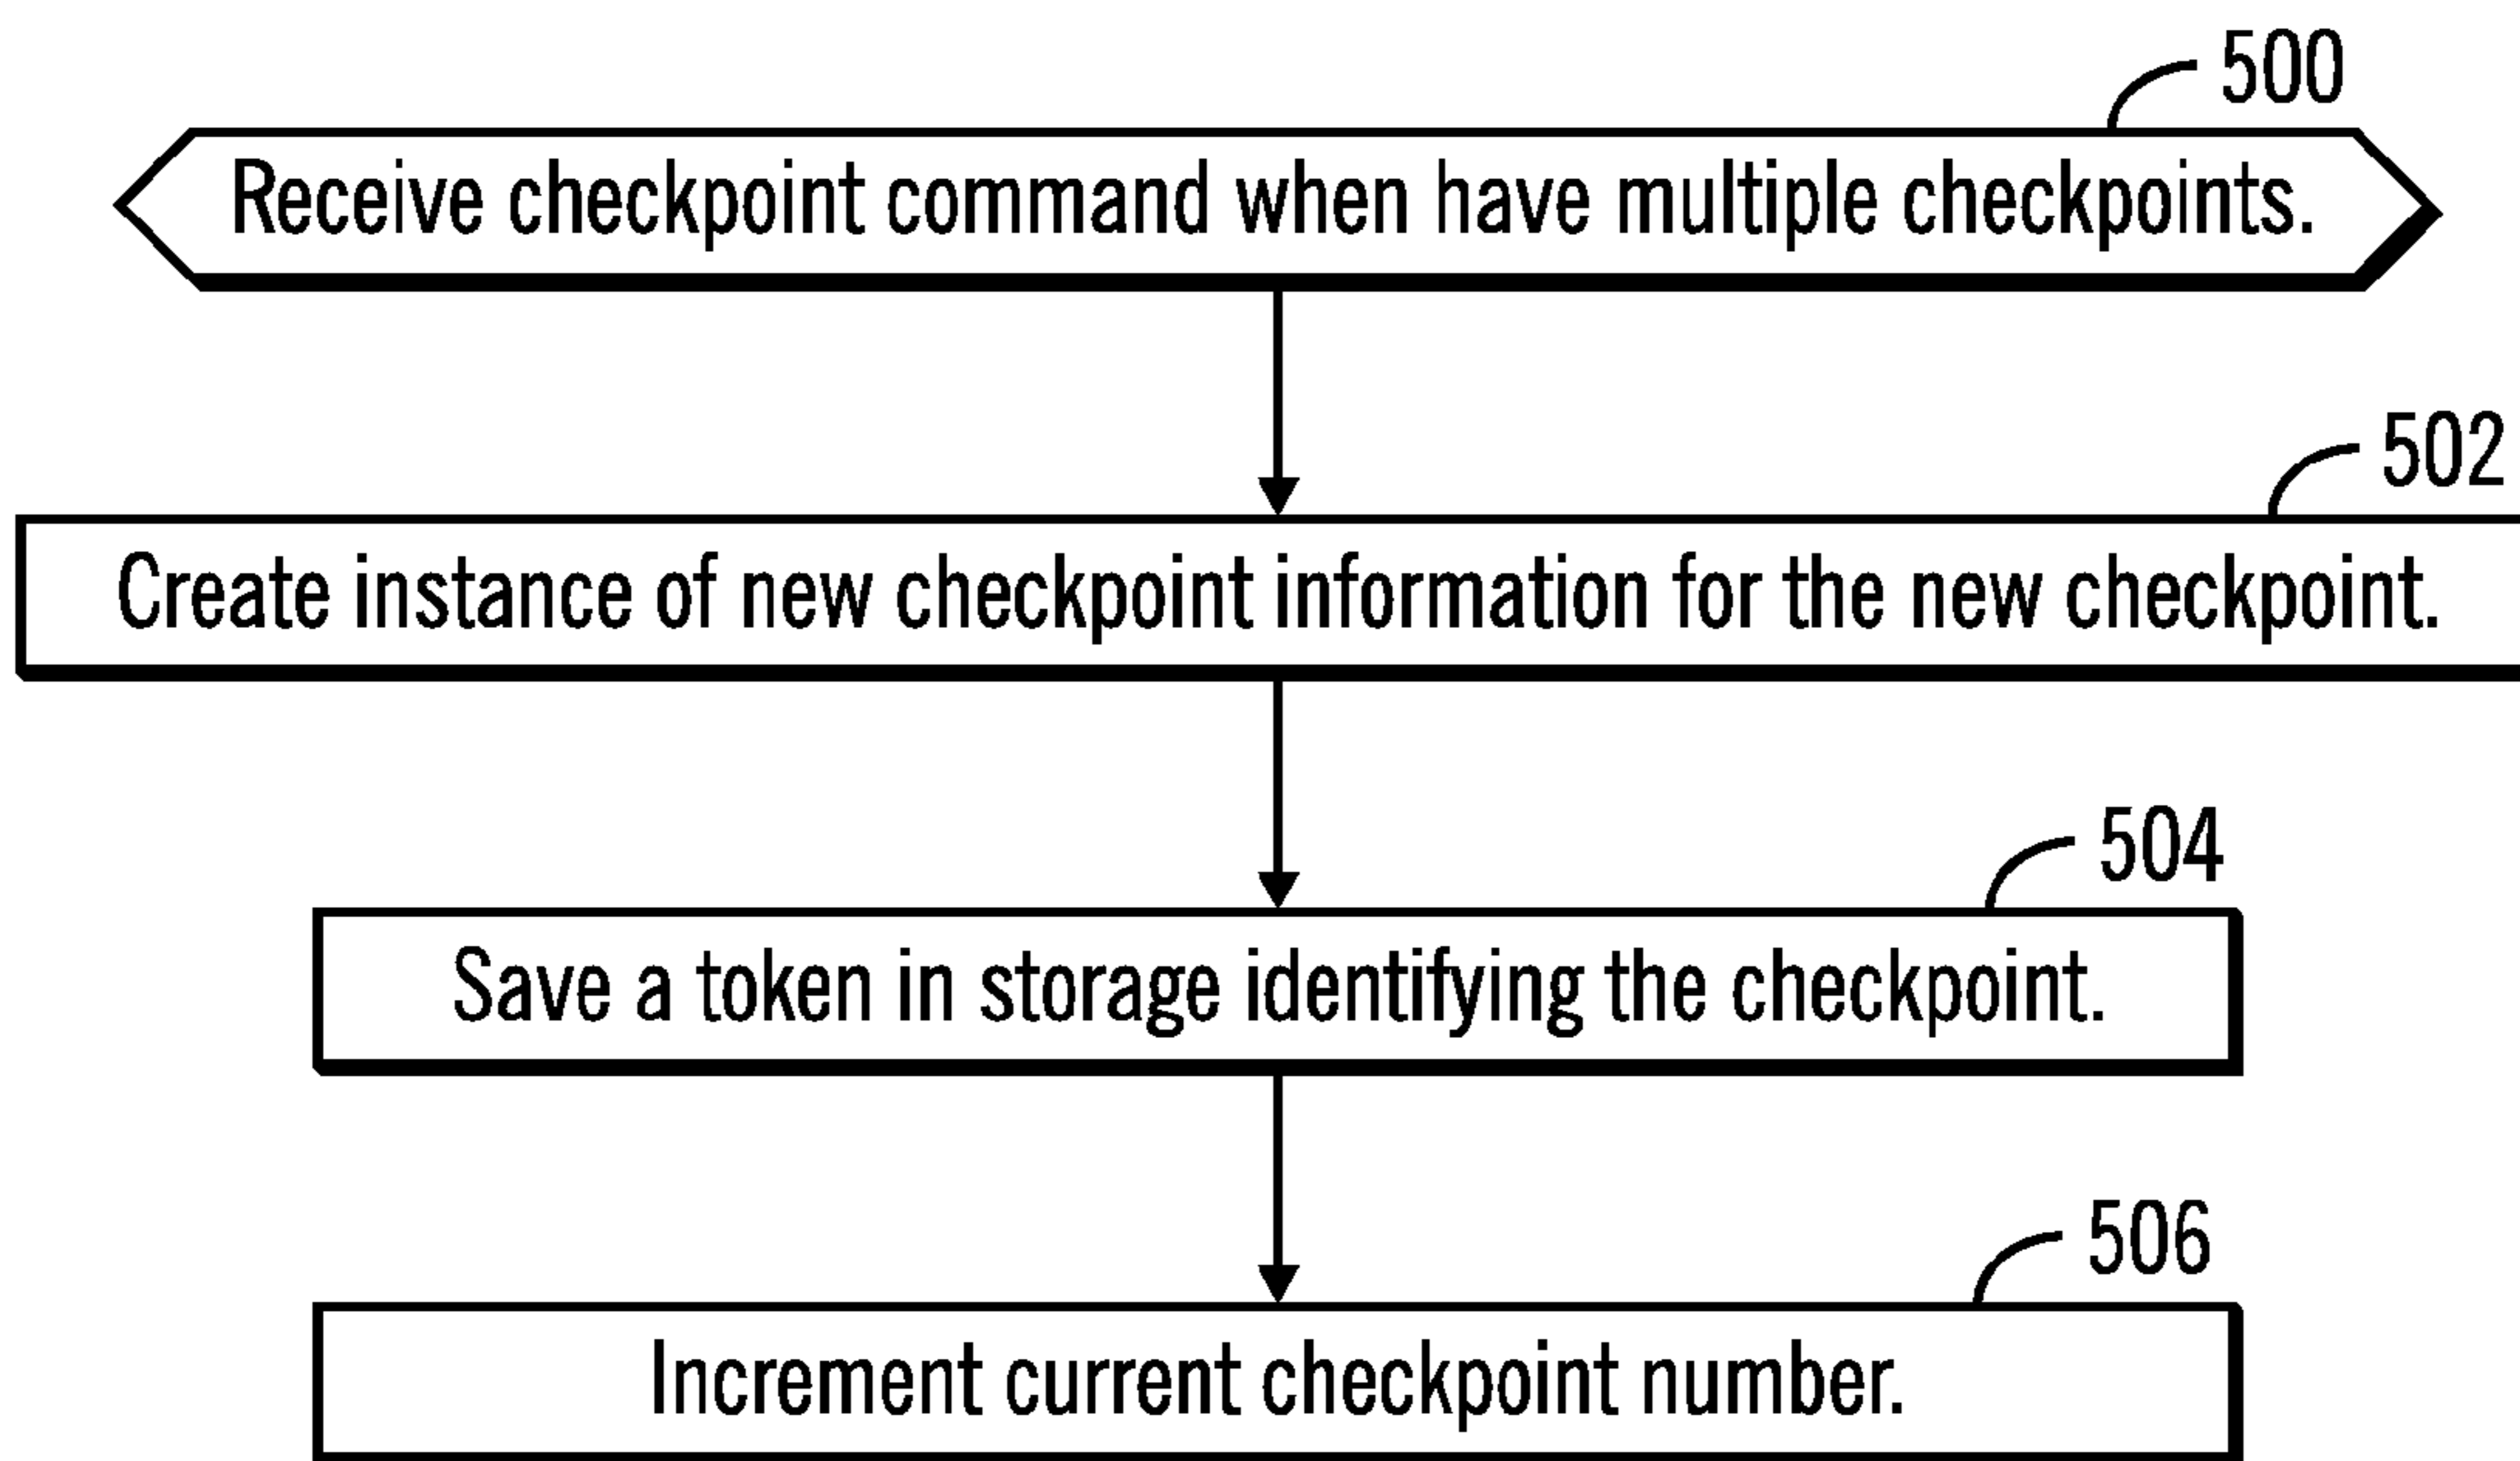 500
Receive checkpoint command when have multiple checkpoints.
502
Create instance of new checkpoint information for the new checkpoint.
504
Save a token in storage identifying the checkpoint.
506
Increment current checkpoint number.